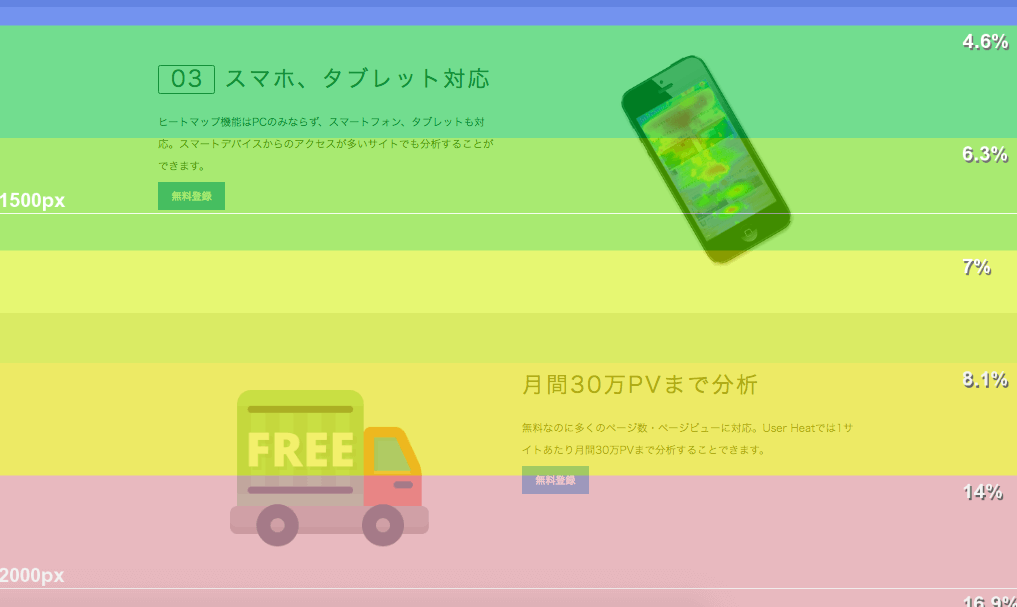 4.6%
03 スマホ、タブレット対応
ヒートマップ機能はPCのみならず、スマートフォン、タブレットも対
応。スマートデバイスからのアクセスが多いサイトでも分析することが
できます。
6.3%
無料登録
1500px
7%
8.1%
月間30万PVまで分析
無料なのに多くのページ数・ページビューに対応。User Heatでは1サ
イトあたり月間30万PVまで分析することできます。
FREE
無料登録
14%
2000px
16.9%